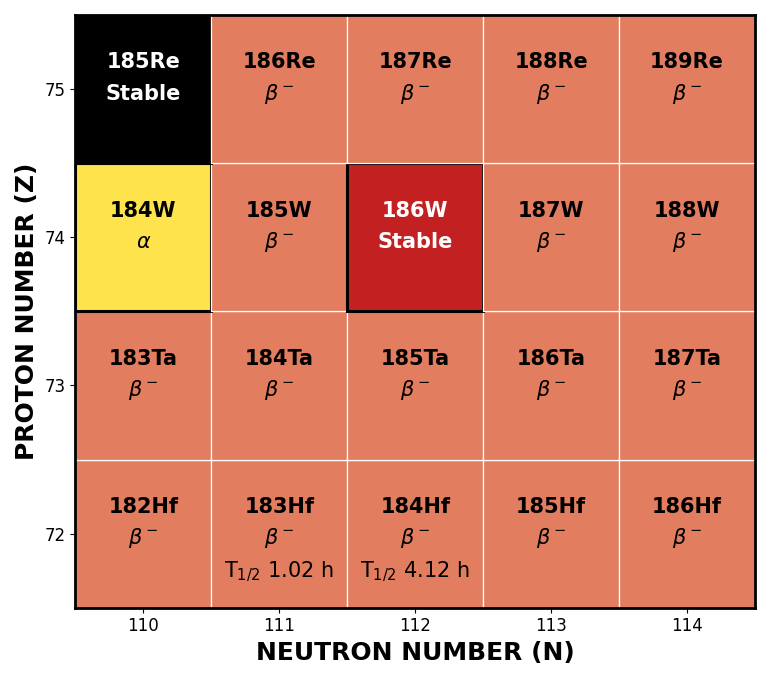 185Re
Stable
186Re
β⁻
187Re
β⁻
188Re
β⁻
189Re
β⁻
75
184W
α
185W
β⁻
186W
Stable
187W
β⁻
188W
β⁻
74
183Ta
β⁻
184Ta
β⁻
185Ta
β⁻
186Ta
β⁻
187Ta
β⁻
73
182Hf
β⁻
183Hf
β⁻
T₁/₂ 1.02 h
184Hf
β⁻
T₁/₂ 4.12 h
185Hf
β⁻
186Hf
β⁻
72
110
111
112
113
114
NEUTRON NUMBER (N)
PROTON NUMBER (Z)